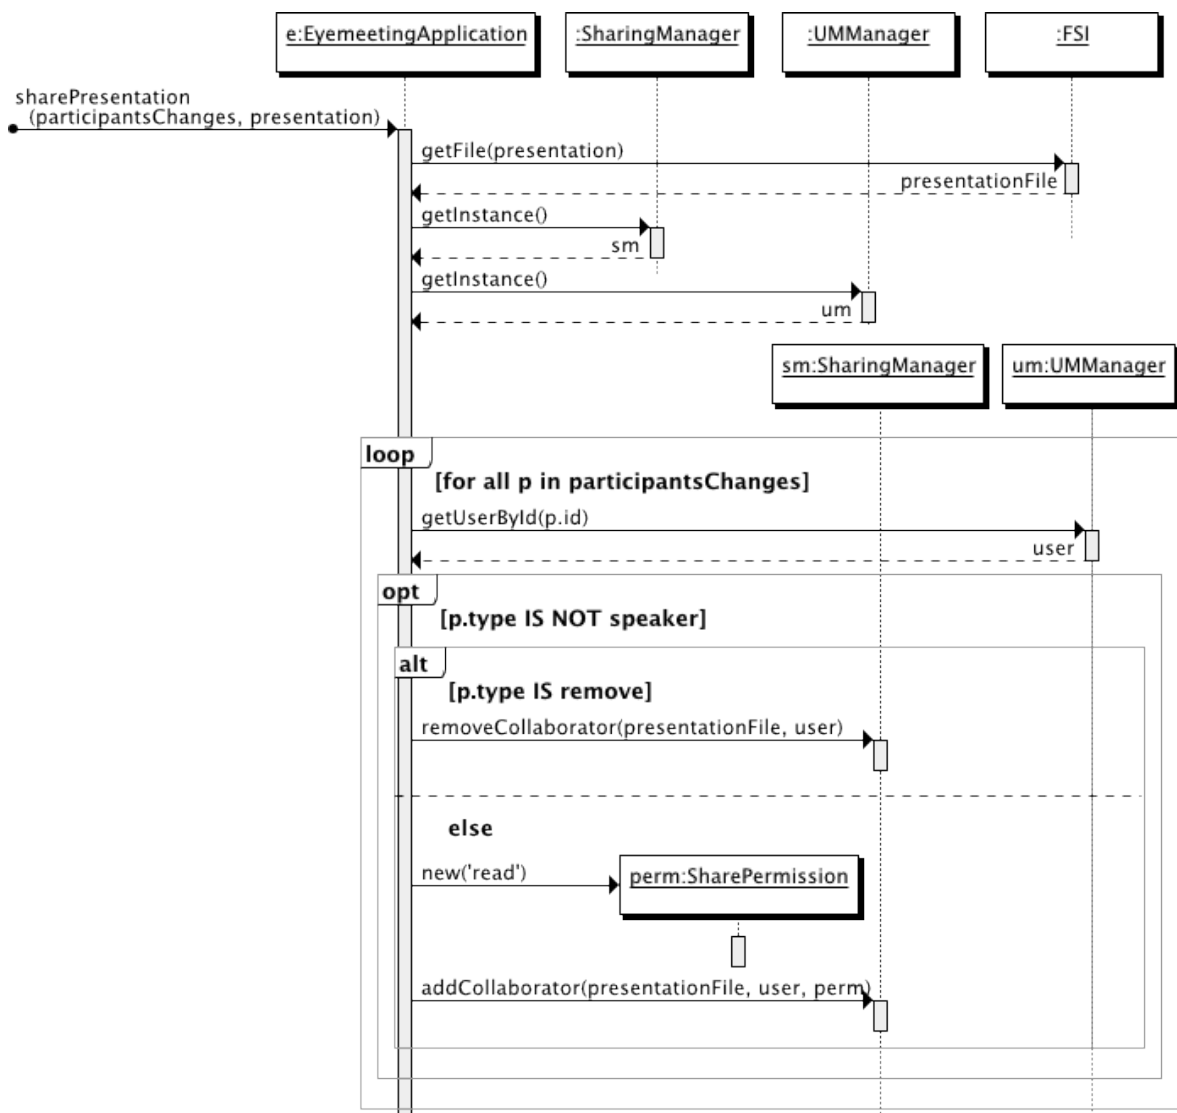 e:EyemeetingApplication
:SharingManager
:UMManager
:FSI
sharePresentation
(participantsChanges, presentation)
getFile(presentation)
presentationFile
getInstance()
sm
getInstance()
um
sm:SharingManager
um:UMManager
loop
[for all p in participantsChanges]
getUserById(p.id)
user
opt
[p.type IS NOT speaker]
alt
[p.type IS remove]
removeCollaborator(presentationFile, user)
else
new('read')
perm:SharePermission
addCollaborator(presentationFile, user, perm)